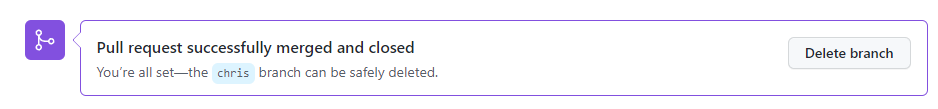 Pull request successfully merged and closed
You’re all set—the chris branch can be safely deleted.
Delete branch